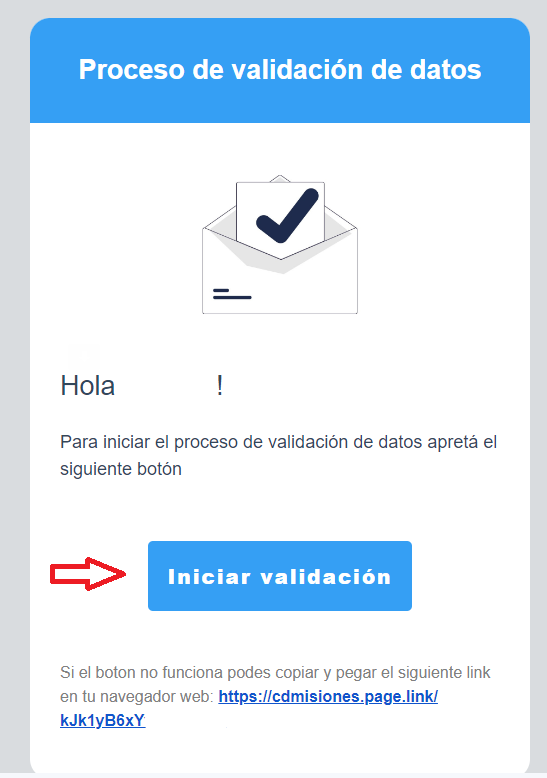 Proceso de validación de datos
Hola !
Para iniciar el proceso de validación de datos apretá el
siguiente botón
Iniciar validación
Si el boton no funciona podes copiar y pegar el siguiente link
en tu navegador web: https://cdmisiones.page.link/
kJk1yB6xY